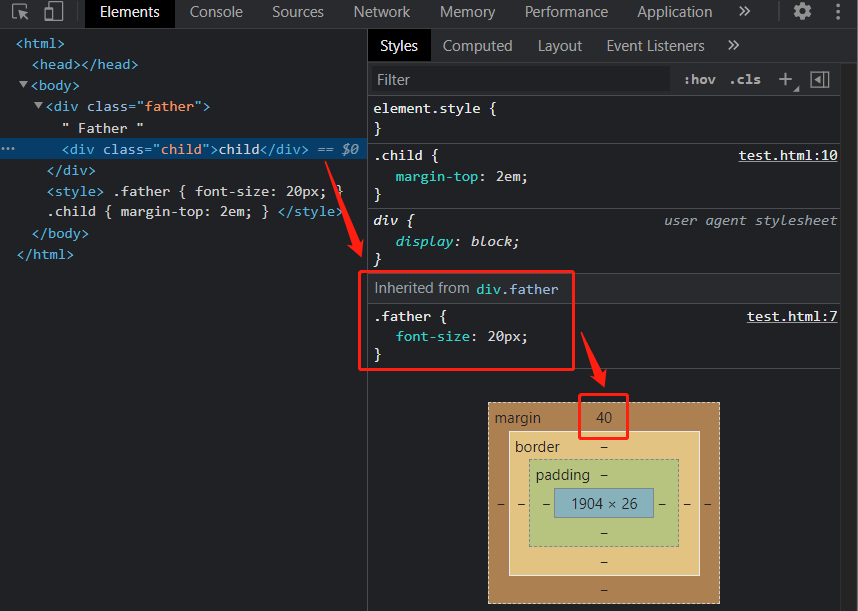 Elements Console Sources Network Memory Performance Application »
<html>
<head></head>
<body>
<div class="father">
" Father "
··· <div class="child">child</div> == $0
</div>
<style> .father { font-size: 20px; }
.child { margin-top: 2em; } </style>
</body>
</html>
Styles Computed Layout Event Listeners »
Filter :hov .cls +
element.style {
}
.child { test.html:10
margin-top: 2em;
}
div { user agent stylesheet
display: block;
}
Inherited from div.father
.father { test.html:7
font-size: 20px;
}
margin 40
border –
padding –
– – – 1904 × 26 – – –
–
–
–